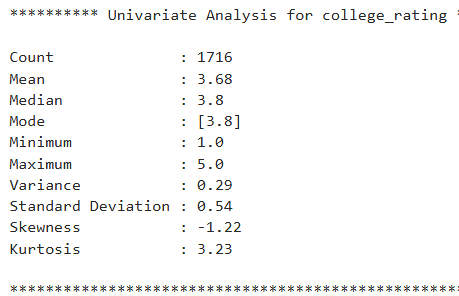 ********** Univariate Analysis for college_rating *
Count : 1716
Mean : 3.68
Median : 3.8
Mode : [3.8]
Minimum : 1.0
Maximum : 5.0
Variance : 0.29
Standard Deviation : 0.54
Skewness : -1.22
Kurtosis : 3.23
**************************************************